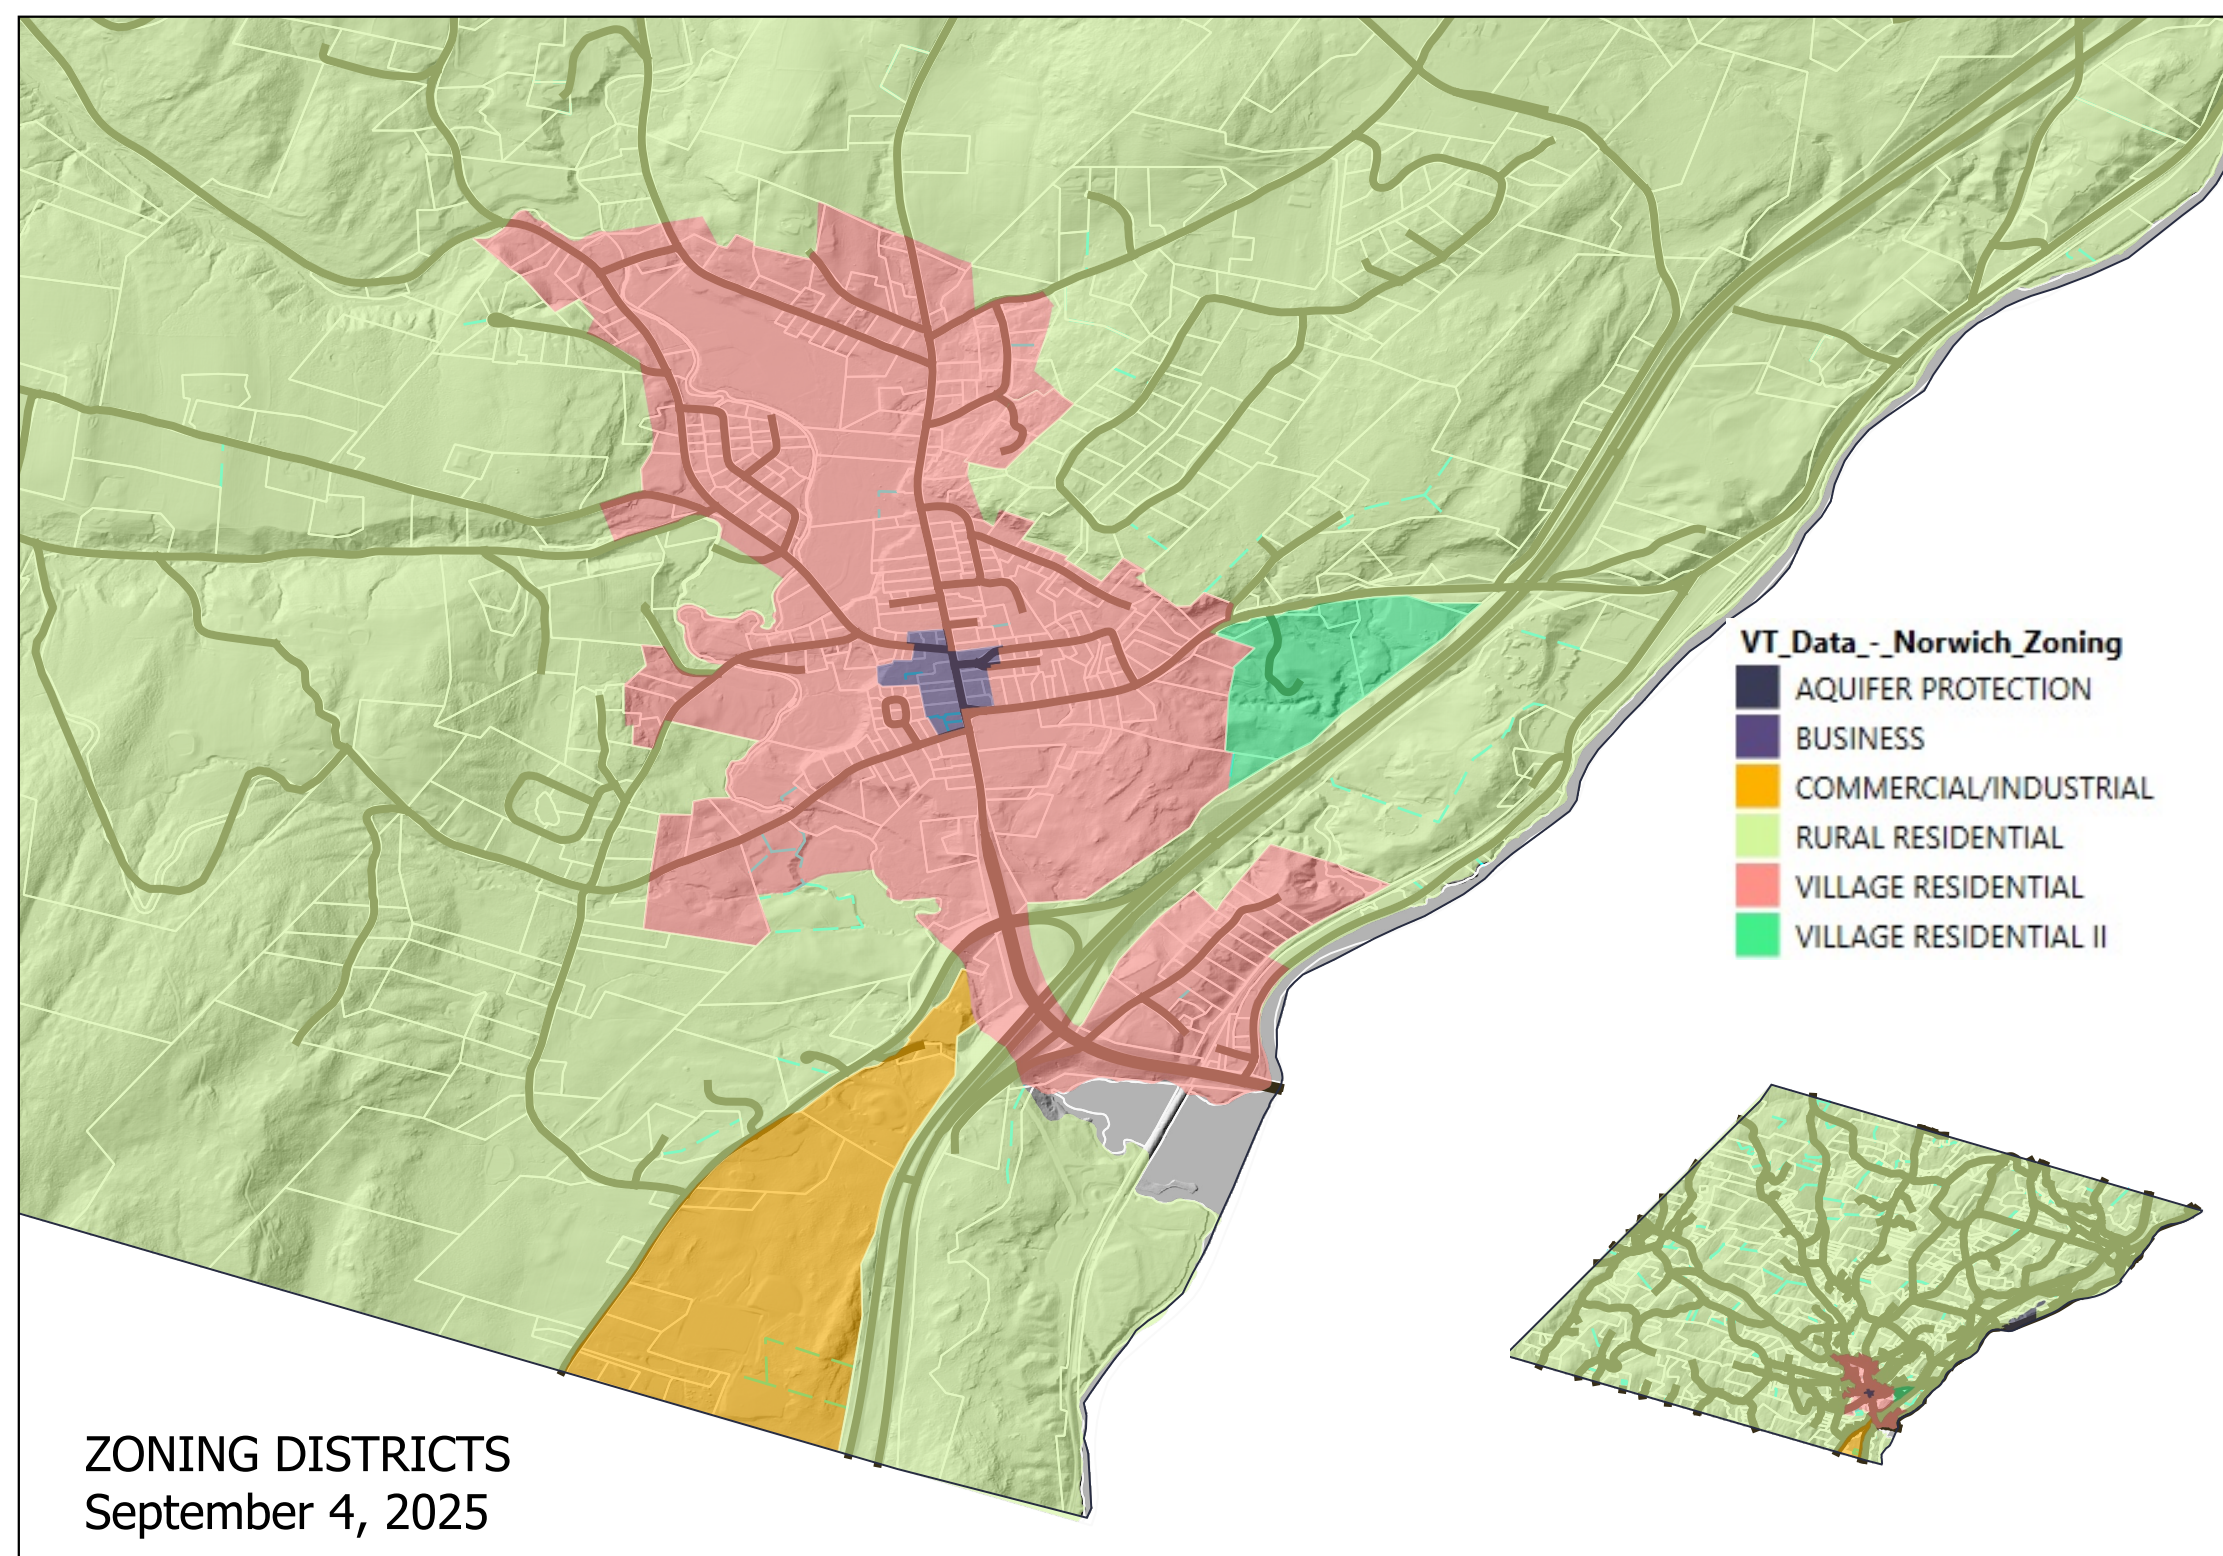 VT_Data_-_Norwich_Zoning
AQUIFER PROTECTION
BUSINESS
COMMERCIAL/INDUSTRIAL
RURAL RESIDENTIAL
VILLAGE RESIDENTIAL
VILLAGE RESIDENTIAL II
ZONING DISTRICTS
September 4, 2025